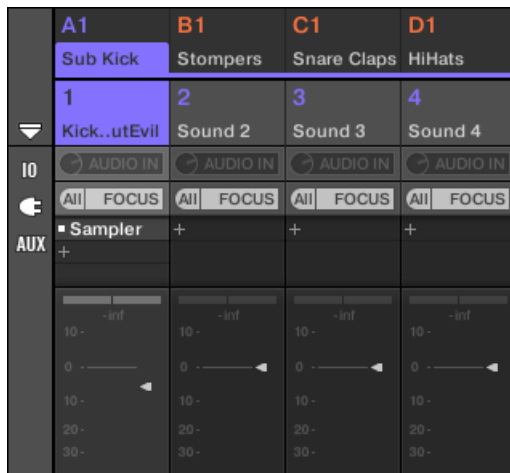 A1 B1 C1 D1
Sub Kick Stompers Snare Claps HiHats
1 2 3 4
Kick..utEvil Sound 2 Sound 3 Sound 4
IO AUDIO IN AUDIO IN AUDIO IN AUDIO IN
All FOCUS All FOCUS All FOCUS All FOCUS
Sampler + + +
AUX +
-inf -inf -inf -inf
10- 10- 10- 10-
0 - 0 - 0 - 0 -
10- 10- 10- 10-
20- 20- 20- 20-
30- 30- 30- 30-